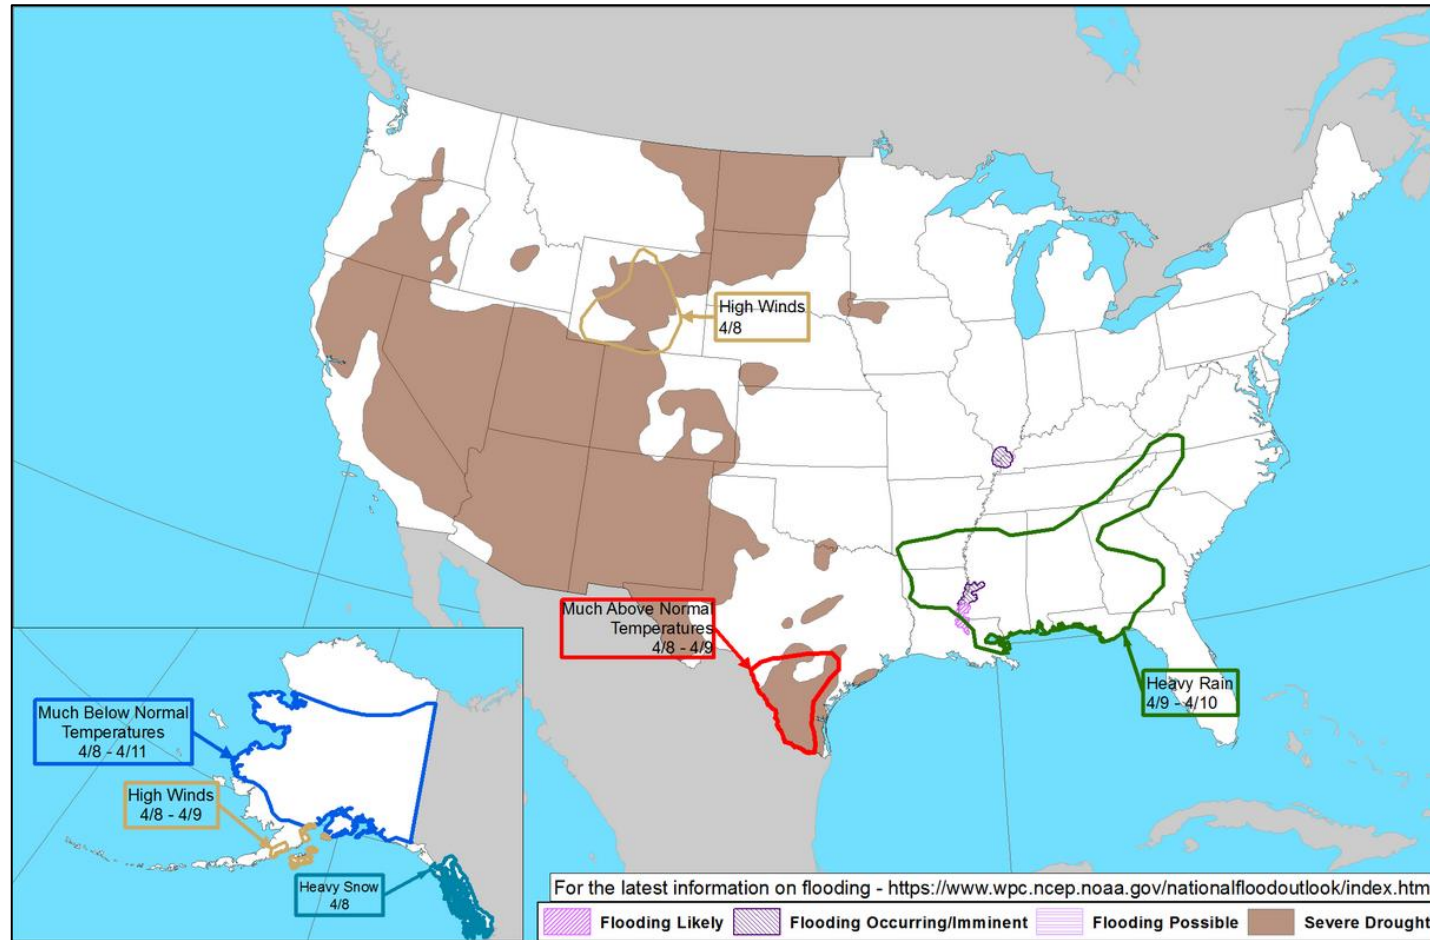 High Winds
4/8
Much Above Normal
Temperatures
4/8 - 4/9
Heavy Rain
4/9 - 4/10
Much Below Normal
Temperatures
4/8 - 4/11
High Winds
4/8 - 4/9
Heavy Snow
4/8
For the latest information on flooding - https://www.wpc.ncep.noaa.gov/nationalfloodoutlook/index.htm
Flooding Likely
Flooding Occurring/Imminent
Flooding Possible
Severe Drought